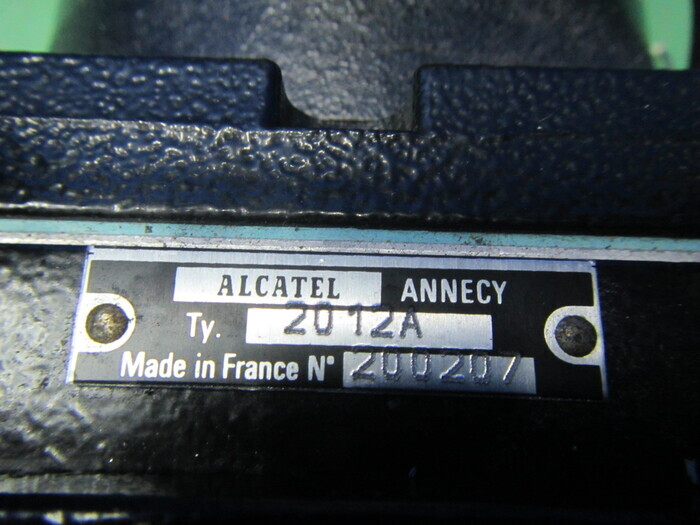 ALCATEL ANNECY
Ty. 2012A
Made in France N° 200207